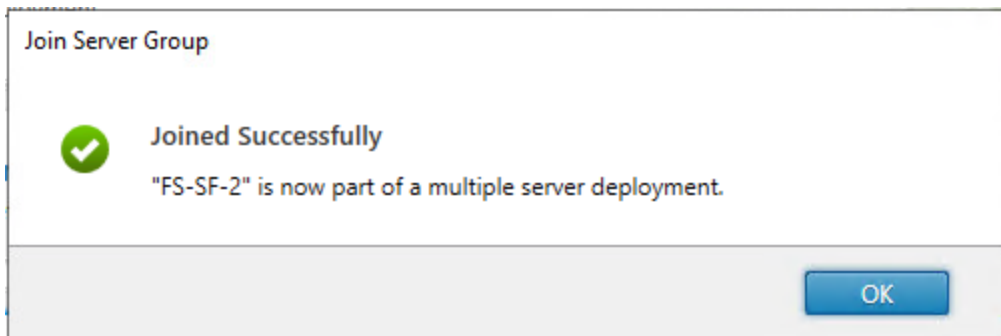 Join Server Group
Joined Successfully
"FS-SF-2" is now part of a multiple server deployment.
OK